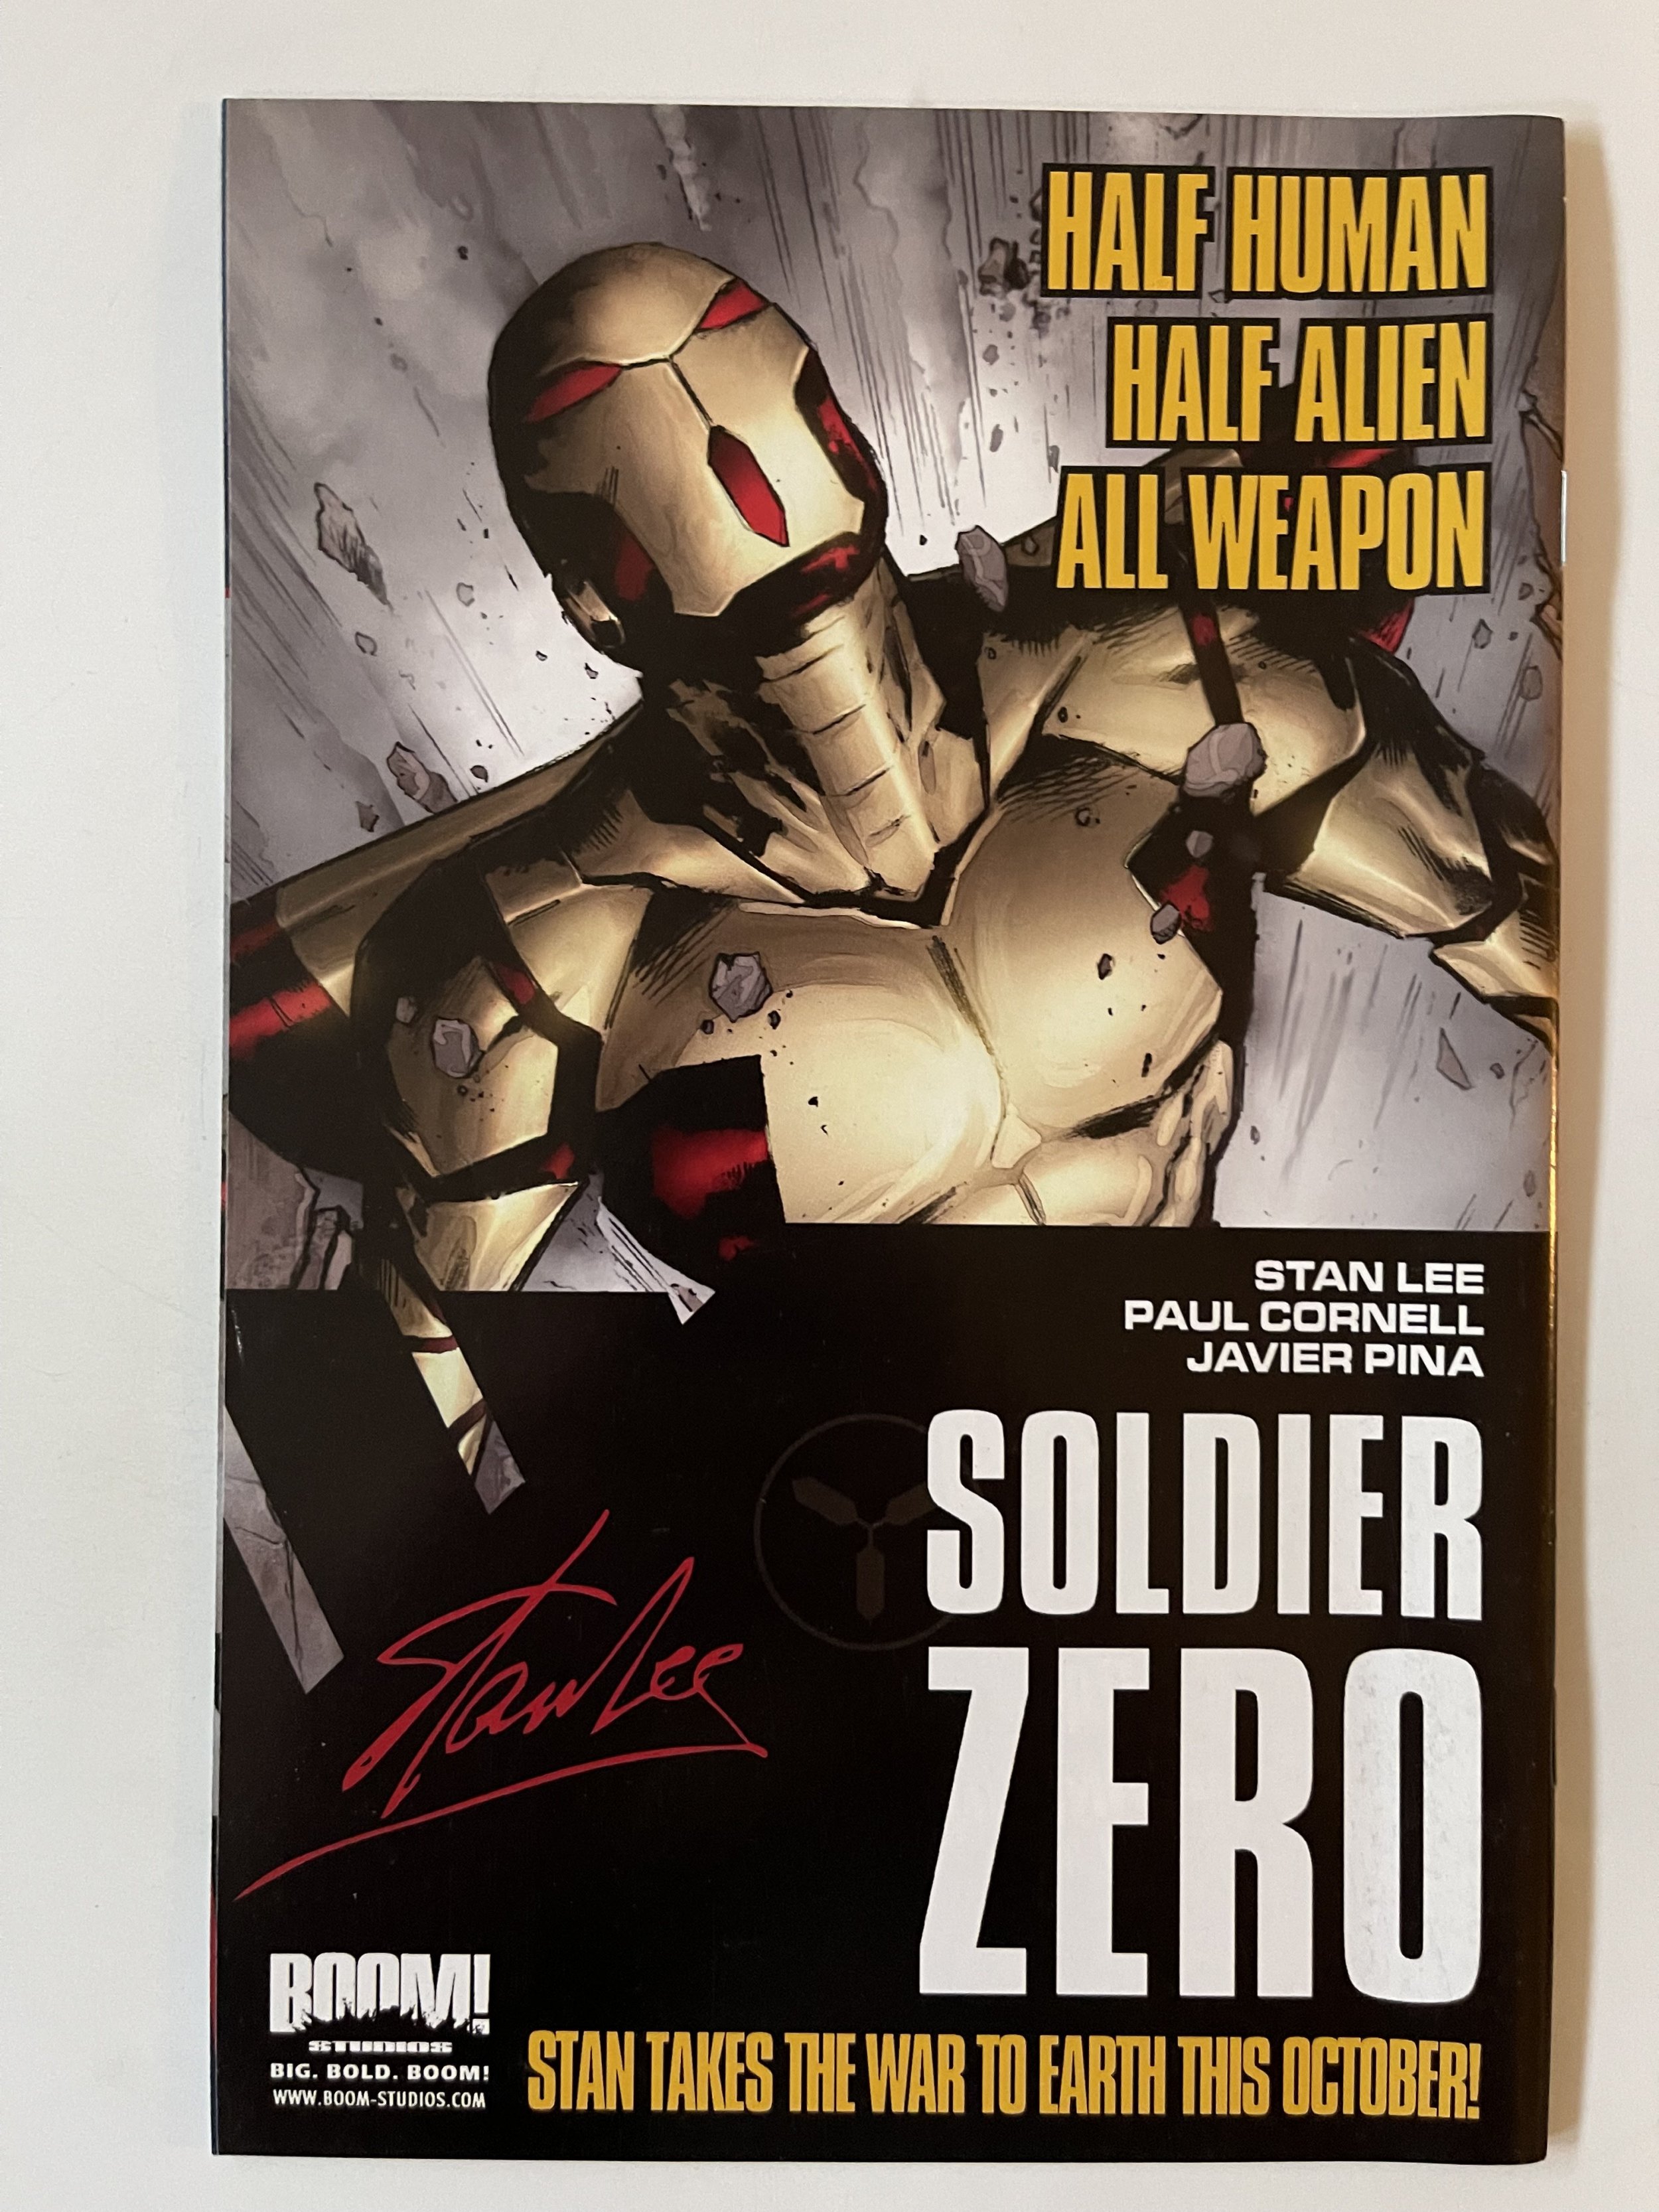 HALF HUMAN
HALF ALIEN
ALL WEAPON
STAN LEE
PAUL CORNELL
JAVIER PINA
SOLDIER
ZERO
Stan Lee
BOOM!
STUDIOS
BIG. BOLD. BOOM!
WWW.BOOM-STUDIOS.COM
STAN TAKES THE WAR TO EARTH THIS OCTOBER!